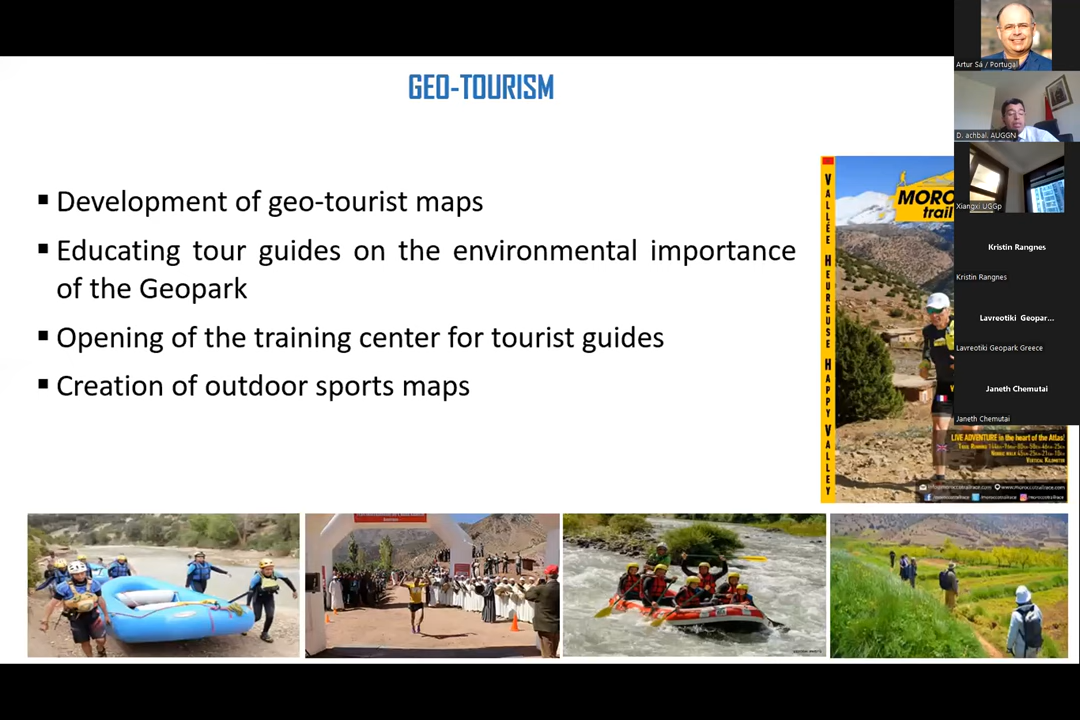 GEO-TOURISM
▪ Development of geo-tourist maps
▪ Educating tour guides on the environmental importance
of the Geopark
▪ Opening of the training center for tourist guides
▪ Creation of outdoor sports maps
VALLÉE HEUREUSE HAPPY VALLEY
MORO
trail
LIVE ADVENTURE in the heart of the Atlas!
VERTICAL KILOMETER
Artur Sá / Portugal
D. achbal. AUGGN
Xiangxi UGGp
Kristin Rangnes
Kristin Rangnes
Lavreotiki Geopar...
Lavreotiki Geopark Greece
Janeth Chemutai
Janeth Chemutai